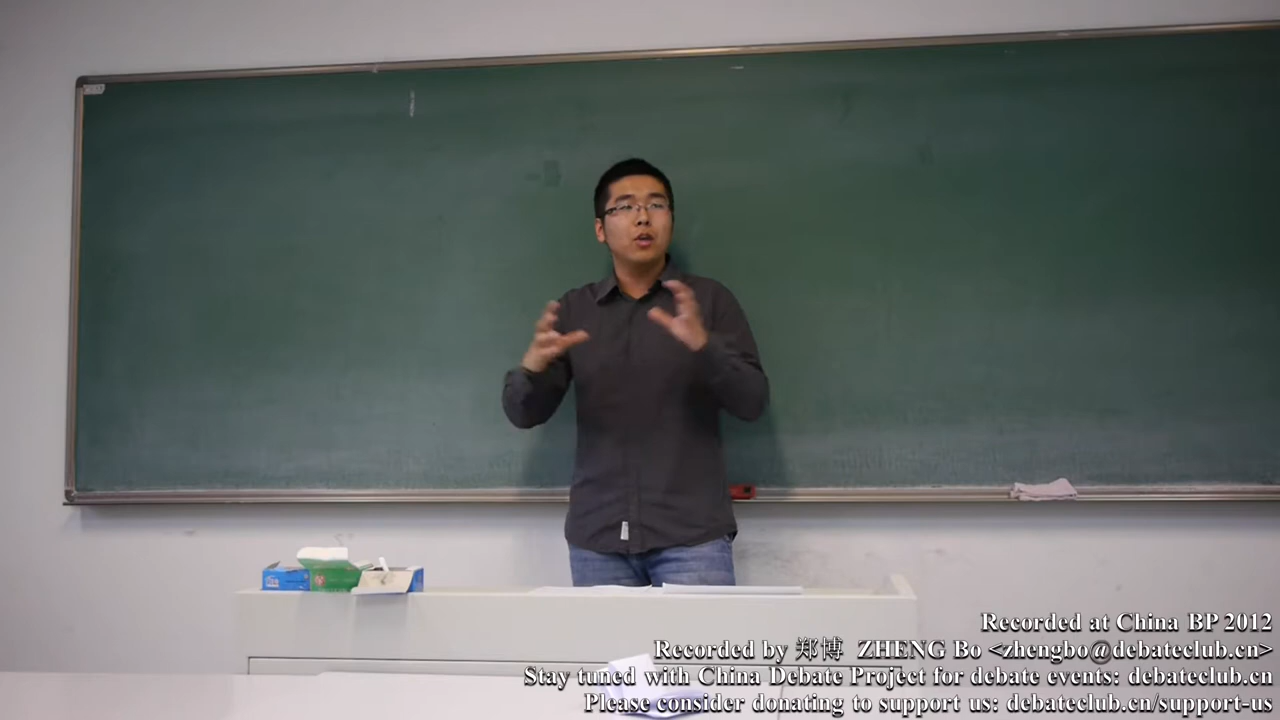 Recorded at China BP 2012
Recorded by 郑博 ZHENG Bo <zhengbo@debateclub.cn>
Stay tuned with China Debate Project for debate events: debateclub.cn
Please consider donating to support us: debateclub.cn/support-us